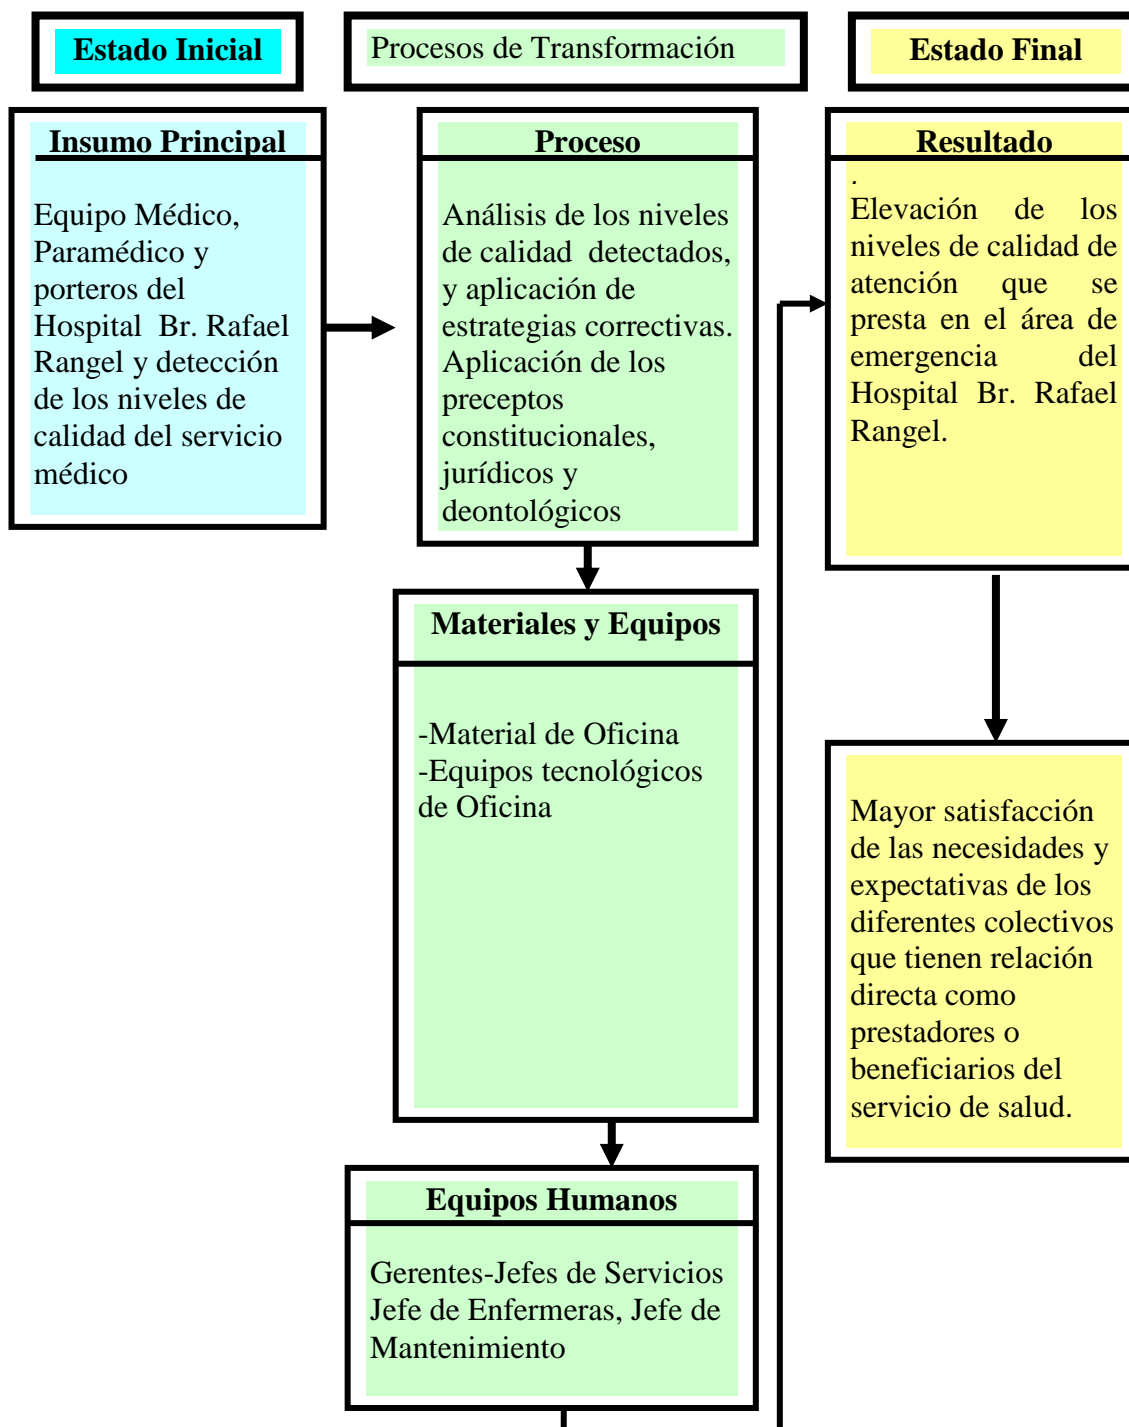 Estado Inicial
Procesos de Transformación
Estado Final
Insumo Principal
Equipo Médico,
Paramédico y
porteros del
Hospital Br. Rafael
Rangel y detección
de los niveles de
calidad del servicio
médico
Proceso
Análisis de los niveles
de calidad detectados,
y aplicación de
estrategias correctivas.
Aplicación de los
preceptos
constitucionales,
jurídicos y
deontológicos
Materiales y Equipos
-Material de Oficina
-Equipos tecnológicos
de Oficina
Equipos Humanos
Gerentes-Jefes de Servicios
Jefe de Enfermeras, Jefe de
Mantenimiento
Resultado
.
Elevación de los
niveles de calidad de
atención que se
presta en el área de
emergencia del
Hospital Br. Rafael
Rangel.
Mayor satisfacción
de las necesidades y
expectativas de los
diferentes colectivos
que tienen relación
directa como
prestadores o
beneficiarios del
servicio de salud.